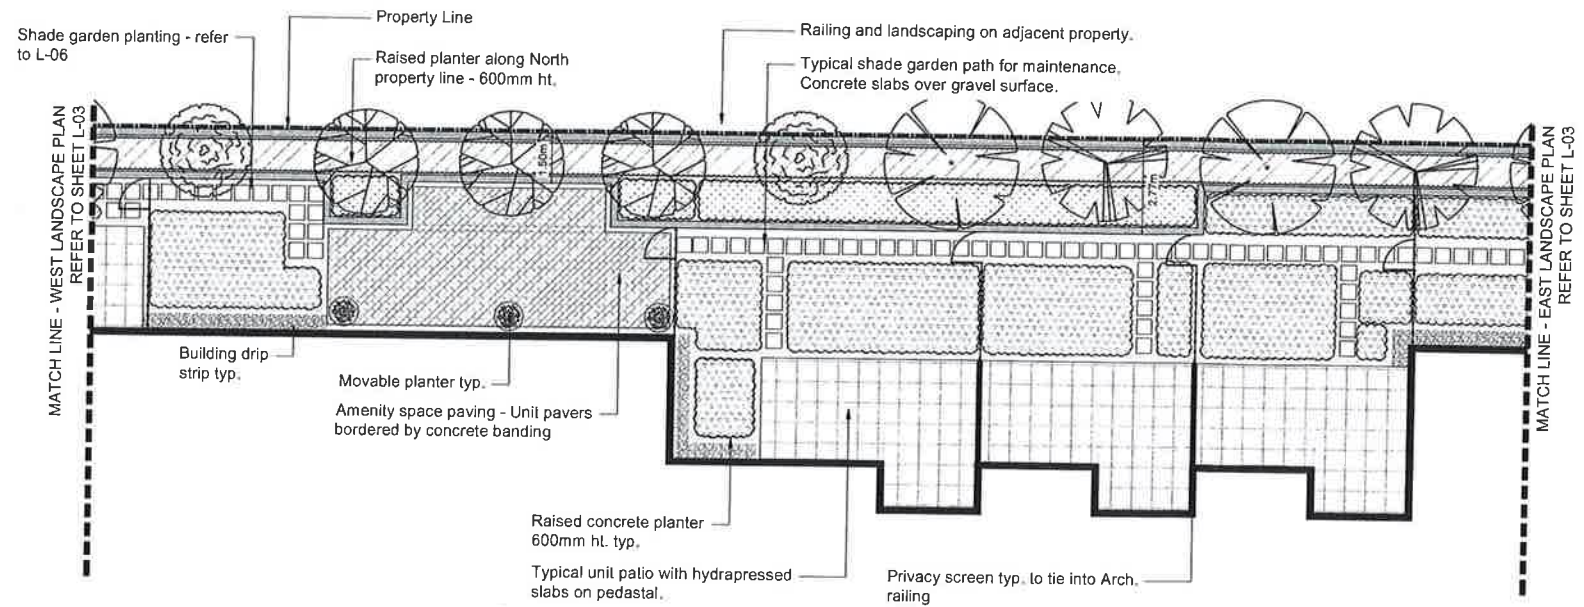 Property Line
Shade garden planting - refer
to L-06
Raised planter along North
property line - 600mm ht.
Railing and landscaping on adjacent property.
Typical shade garden path for maintenance.
Concrete slabs over gravel surface.
MATCH LINE - WEST LANDSCAPE PLAN
REFER TO SHEET L-03
1.50m
2.77m
MATCH LINE - EAST LANDSCAPE PLAN
REFER TO SHEET L-03
Building drip
strip typ.
Movable planter typ.
Amenity space paving - Unit pavers
bordered by concrete banding
Raised concrete planter
600mm ht. typ.
Typical unit patio with hydrapressed
slabs on pedastal.
Privacy screen typ. to tie into Arch.
railing